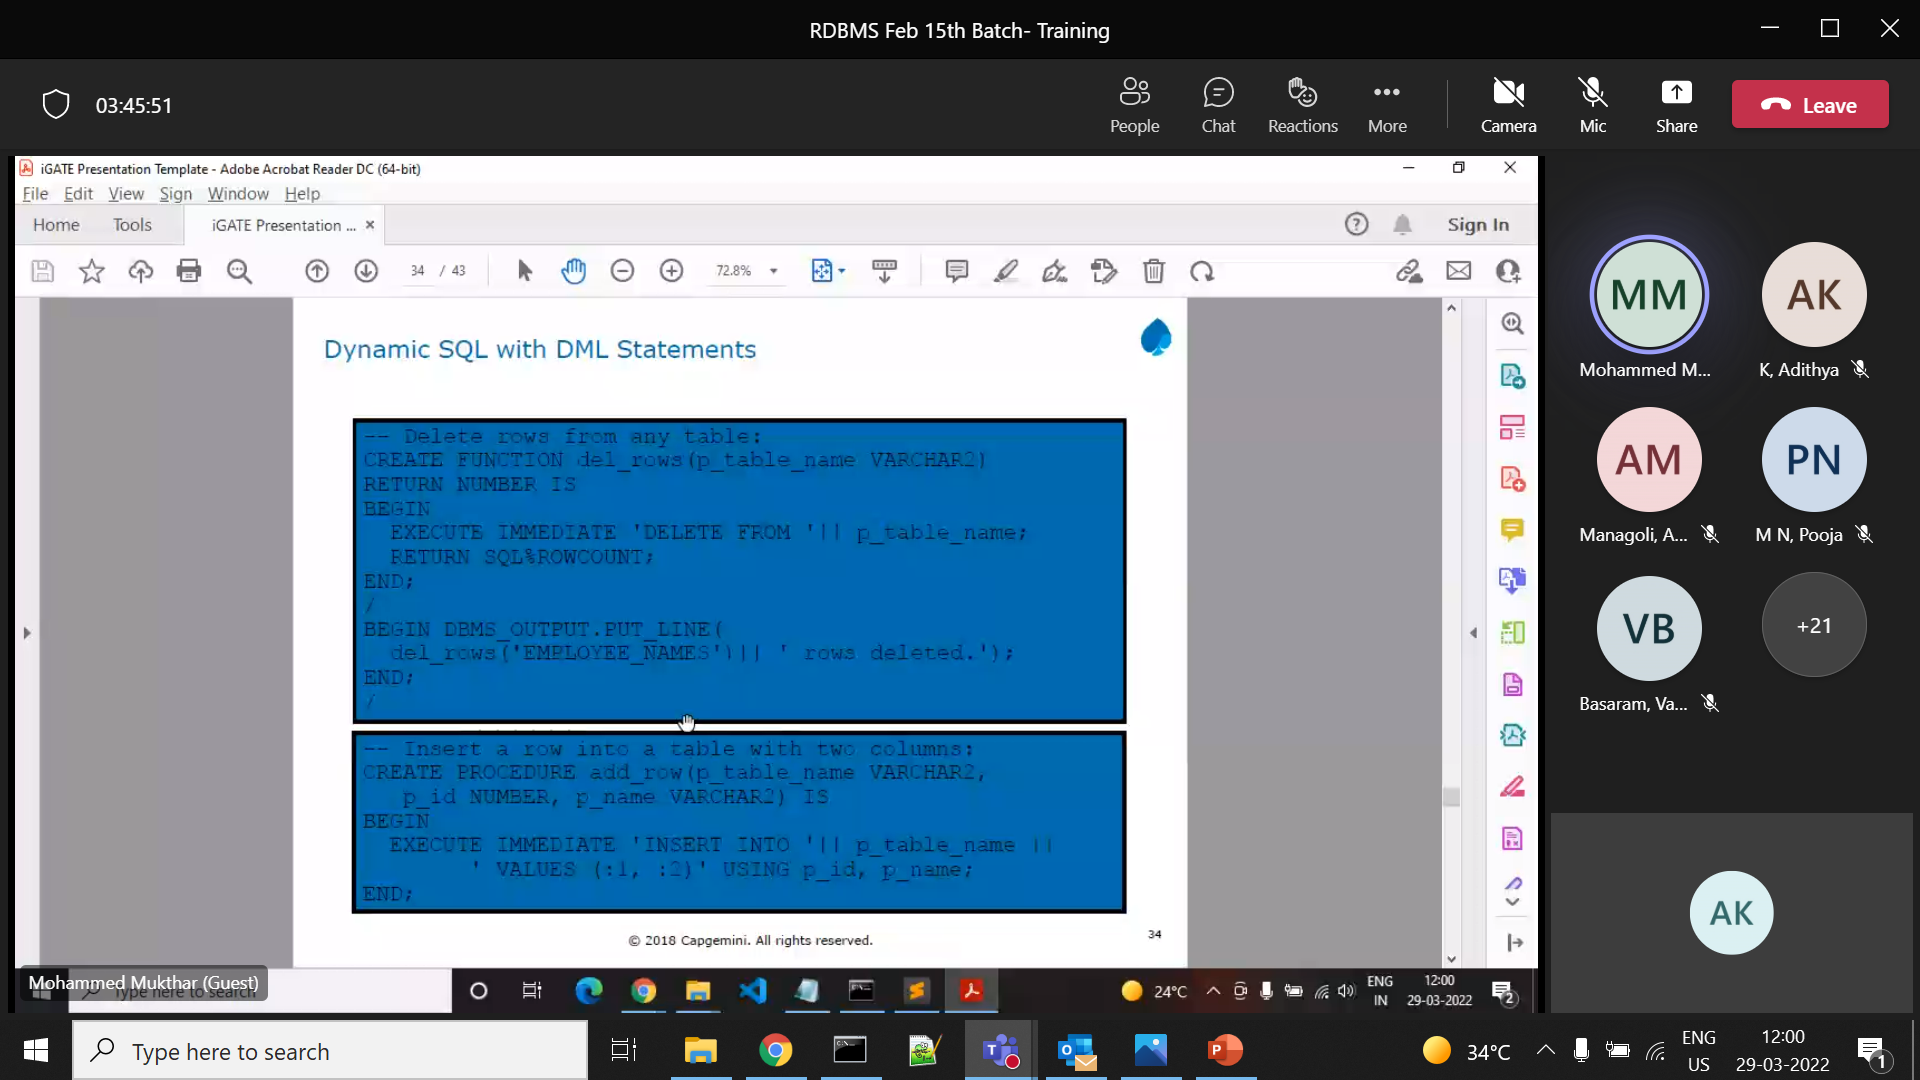 RDBMS Feb 15th Batch- Training
03:45:51
People
Chat
Reactions
More
Camera
Mic
Share
Leave
iGATE Presentation Template - Adobe Acrobat Reader DC (64-bit)
File Edit View Sign Window Help
Home Tools iGATE Presentation ... ×
Sign In
34 / 43
72.8%
Dynamic SQL with DML Statements
-- Delete rows from any table:
CREATE FUNCTION del_rows(p_table_name VARCHAR2)
RETURN NUMBER IS
BEGIN
EXECUTE IMMEDIATE 'DELETE FROM '|| p_table_name;
RETURN SQL%ROWCOUNT;
END;
/
BEGIN DBMS_OUTPUT.PUT_LINE(
del_rows('EMPLOYEE_NAMES')|| ' rows deleted.');
END;
/
-- Insert a row into a table with two columns:
CREATE PROCEDURE add_row(p_table_name VARCHAR2,
p_id NUMBER, p_name VARCHAR2) IS
BEGIN
EXECUTE IMMEDIATE 'INSERT INTO '|| p_table_name ||
' VALUES (:1, :2)' USING p_id, p_name;
END;
© 2018 Capgemini. All rights reserved.
34
MM
Mohammed M...
AK
K, Adithya
AM
Managoli, A...
PN
M N, Pooja
VB
Basaram, Va...
+21
AK
Mohammed Mukthar (Guest)
Type here to search
24°C
ENG
IN
12:00
29-03-2022
2
Type here to search
34°C
ENG
US
12:00
29-03-2022
1